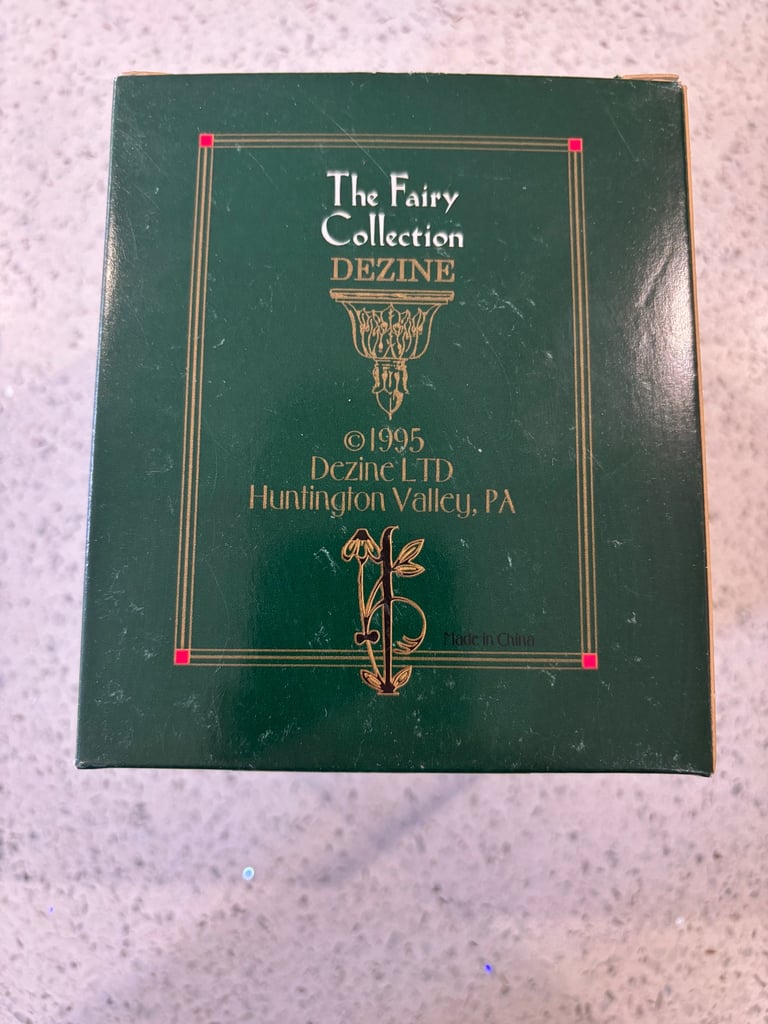 The Fairy
Collection
DEZINE
©1995
Dezine LTD
Huntington Valley, PA
Made in China